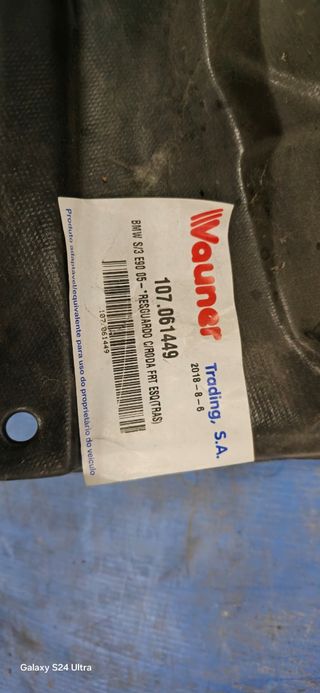 Vauner
Trading, S.A.
2018-8-6
107.061449
BMW S/3 E90 05-*RESGUARDO C/RODA FRT ESQ(TRAS)
107.061449
Produto adaptável/equivalente para uso do proprietário do veículo
Galaxy S24 Ultra